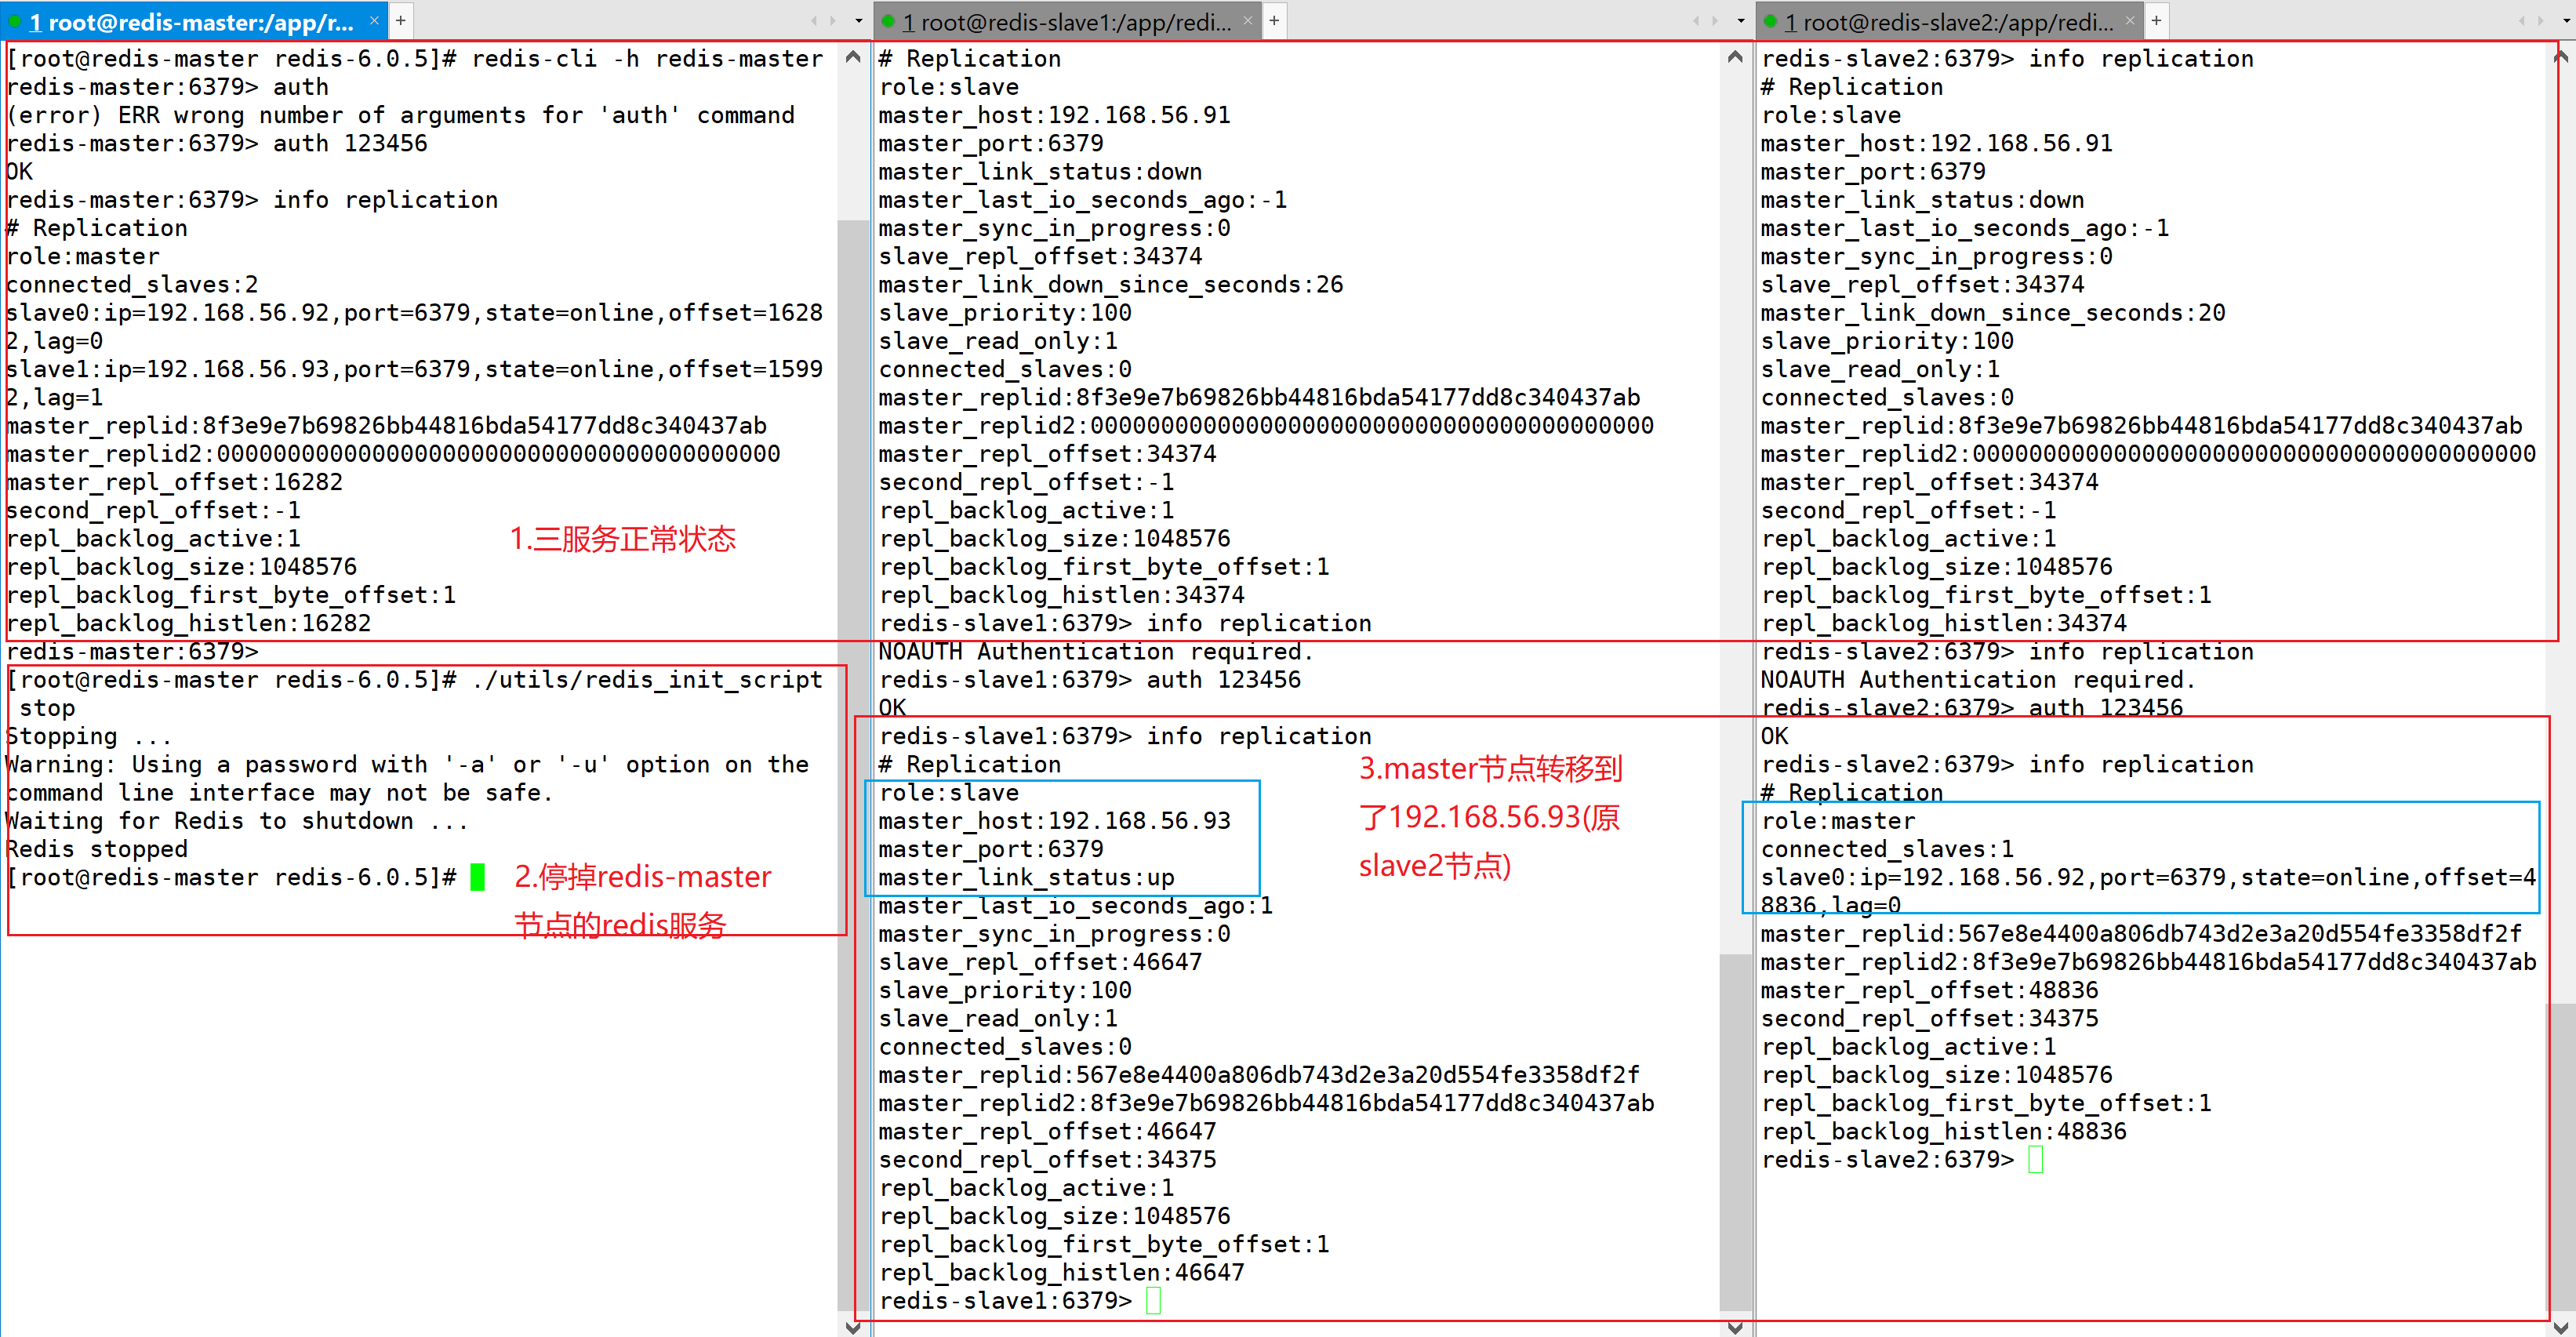 1 root@redis-master:/app/r... × +
[root@redis-master redis-6.0.5]# redis-cli -h redis-master
redis-master:6379> auth
(error) ERR wrong number of arguments for 'auth' command
redis-master:6379> auth 123456
OK
redis-master:6379> info replication
# Replication
role:master
connected_slaves:2
slave0:ip=192.168.56.92,port=6379,state=online,offset=1628
2,lag=0
slave1:ip=192.168.56.93,port=6379,state=online,offset=1599
2,lag=1
master_replid:8f3e9e7b69826bb44816bda54177dd8c340437ab
master_replid2:0000000000000000000000000000000000000000
master_repl_offset:16282
second_repl_offset:-1
repl_backlog_active:1
repl_backlog_size:1048576
repl_backlog_first_byte_offset:1
repl_backlog_histlen:16282
redis-master:6379>
1.三服务正常状态
[root@redis-master redis-6.0.5]# ./utils/redis_init_script
stop
Stopping ...
Warning: Using a password with '-a' or '-u' option on the
command line interface may not be safe.
Waiting for Redis to shutdown ...
Redis stopped
[root@redis-master redis-6.0.5]#
2.停掉redis-master
节点的redis服务
1 root@redis-slave1:/app/redi... × +
# Replication
role:slave
master_host:192.168.56.91
master_port:6379
master_link_status:down
master_last_io_seconds_ago:-1
master_sync_in_progress:0
slave_repl_offset:34374
master_link_down_since_seconds:26
slave_priority:100
slave_read_only:1
connected_slaves:0
master_replid:8f3e9e7b69826bb44816bda54177dd8c340437ab
master_replid2:0000000000000000000000000000000000000000
master_repl_offset:34374
second_repl_offset:-1
repl_backlog_active:1
repl_backlog_size:1048576
repl_backlog_first_byte_offset:1
repl_backlog_histlen:34374
redis-slave1:6379> info replication
NOAUTH Authentication required.
redis-slave1:6379> auth 123456
OK
redis-slave1:6379> info replication
# Replication
role:slave
master_host:192.168.56.93
master_port:6379
master_link_status:up
master_last_io_seconds_ago:1
master_sync_in_progress:0
slave_repl_offset:46647
slave_priority:100
slave_read_only:1
connected_slaves:0
master_replid:567e8e4400a806db743d2e3a20d554fe3358df2f
master_replid2:8f3e9e7b69826bb44816bda54177dd8c340437ab
master_repl_offset:46647
second_repl_offset:34375
repl_backlog_active:1
repl_backlog_size:1048576
repl_backlog_first_byte_offset:1
repl_backlog_histlen:46647
redis-slave1:6379>
3.master节点转移到
了192.168.56.93(原
slave2节点)
1 root@redis-slave2:/app/redi... × +
redis-slave2:6379> info replication
# Replication
role:slave
master_host:192.168.56.91
master_port:6379
master_link_status:down
master_last_io_seconds_ago:-1
master_sync_in_progress:0
slave_repl_offset:34374
master_link_down_since_seconds:20
slave_priority:100
slave_read_only:1
connected_slaves:0
master_replid:8f3e9e7b69826bb44816bda54177dd8c340437ab
master_replid2:0000000000000000000000000000000000000000
master_repl_offset:34374
second_repl_offset:-1
repl_backlog_active:1
repl_backlog_size:1048576
repl_backlog_first_byte_offset:1
repl_backlog_histlen:34374
redis-slave2:6379> info replication
NOAUTH Authentication required.
redis-slave2:6379> auth 123456
OK
redis-slave2:6379> info replication
# Replication
role:master
connected_slaves:1
slave0:ip=192.168.56.92,port=6379,state=online,offset=4
8836,lag=0
master_replid:567e8e4400a806db743d2e3a20d554fe3358df2f
master_replid2:8f3e9e7b69826bb44816bda54177dd8c340437ab
master_repl_offset:48836
second_repl_offset:34375
repl_backlog_active:1
repl_backlog_size:1048576
repl_backlog_first_byte_offset:1
repl_backlog_histlen:48836
redis-slave2:6379>